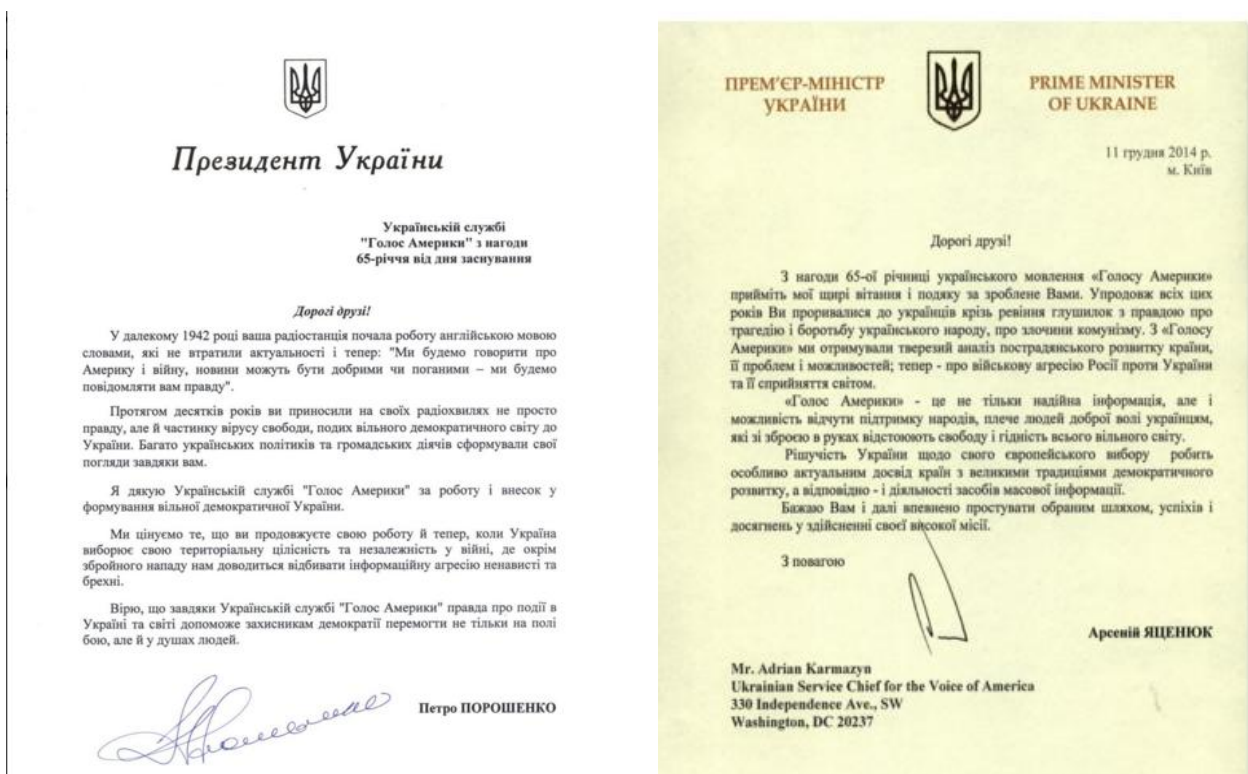 Президент України
Українській службі
"Голос Америки" з нагоди
65-річчя від дня заснування
Дорогі друзі!
У далекому 1942 році ваша радіостанція почала роботу англійською мовою
словами, які не втратили актуальності і тепер: "Ми будемо говорити про
Америку і війну, новини можуть бути добрими чи поганими – ми будемо
повідомляти вам правду".
Протягом десятків років ви приносили на своїх радіохвилях не просто
правду, але й частинку вірусу свободи, подих вільного демократичного світу до
України. Багато українських політиків та громадських діячів сформували свої
погляди завдяки вам.
Я дякую Українській службі "Голос Америки" за роботу і внесок у
формування вільної демократичної України.
Ми цінуємо те, що ви продовжуєте свою роботу й тепер, коли Україна
виборює свою територіальну цілісність та незалежність у війні, де окрім
збройного нападу нам доводиться відбивати інформаційну агресію ненависті та
брехні.
Вірю, що завдяки Українській службі "Голос Америки" правда про події в
Україні та світі допоможе захисникам демократії перемогти не тільки на полі
бою, але й у душах людей.
Петро ПОРОШЕНКО
ПРЕМ'ЄР-МІНІСТР
УКРАЇНИ
PRIME MINISTER
OF UKRAINE
11 грудня 2014 р.
м. Київ
Дорогі друзі!
З нагоди 65-ої річниці українського мовлення «Голосу Америки»
прийміть мої щирі вітання і подяку за зроблене Вами. Упродовж всіх цих
років Ви проривалися до українців крізь ревіння глушилок з правдою про
трагедію і боротьбу українського народу, про злочини комунізму. З «Голосу
Америки» ми отримували тверезий аналіз пострадянського розвитку країни,
її проблем і можливостей; тепер - про військову агресію Росії проти України
та її сприйняття світом.
«Голос Америки» - це не тільки надійна інформація, але і
можливість відчути підтримку народів, плече людей доброї волі українцям,
які зі зброєю в руках відстоюють свободу і гідність всього вільного світу.
Рішучість України щодо свого європейського вибору робить
особливо актуальним досвід країн з великими традиціями демократичного
розвитку, а відповідно - і діяльності засобів масової інформації.
Бажаю Вам і далі впевнено простувати обраним шляхом, успіхів і
досягнень у здійсненні своєї високої місії.
З повагою
Арсеній ЯЦЕНЮК
Mr. Adrian Karmazyn
Ukrainian Service Chief for the Voice of America
330 Independence Ave., SW
Washington, DC 20237